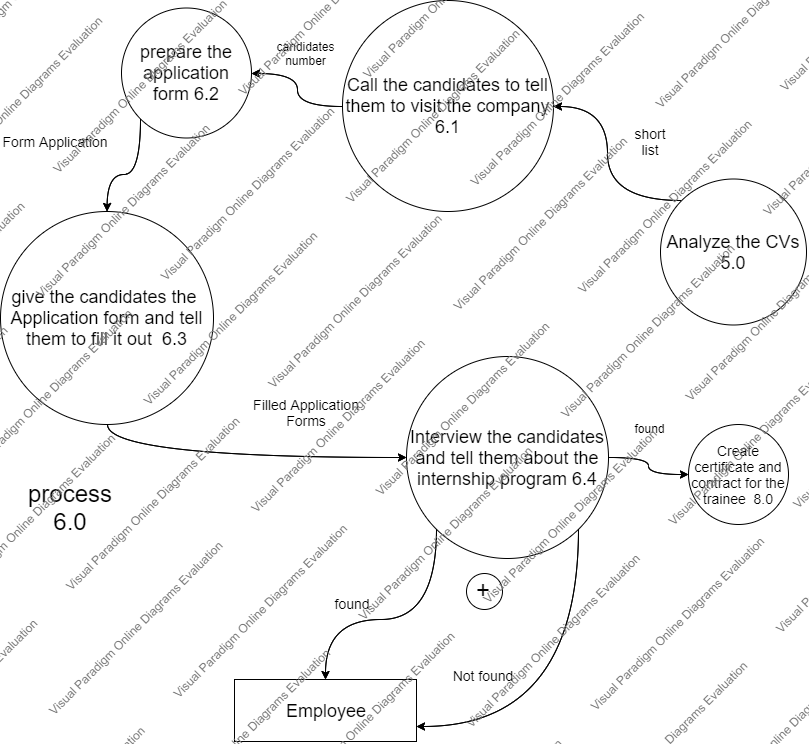 prepare the
application
form 6.2
candidates
number
Call the candidates to tell
them to visit the company
6.1
short
list
Analyze the CVs
5.0
Form Application
give the candidates the
Application form and tell
them to fill it out 6.3
Filled Application
Forms
Interview the candidates
and tell them about the
internship program 6.4
found
Create
certificate and
contract for the
trainee 8.0
process
6.0
found
+
Not found
Employee
Visual Paradigm Online Diagrams Evaluation